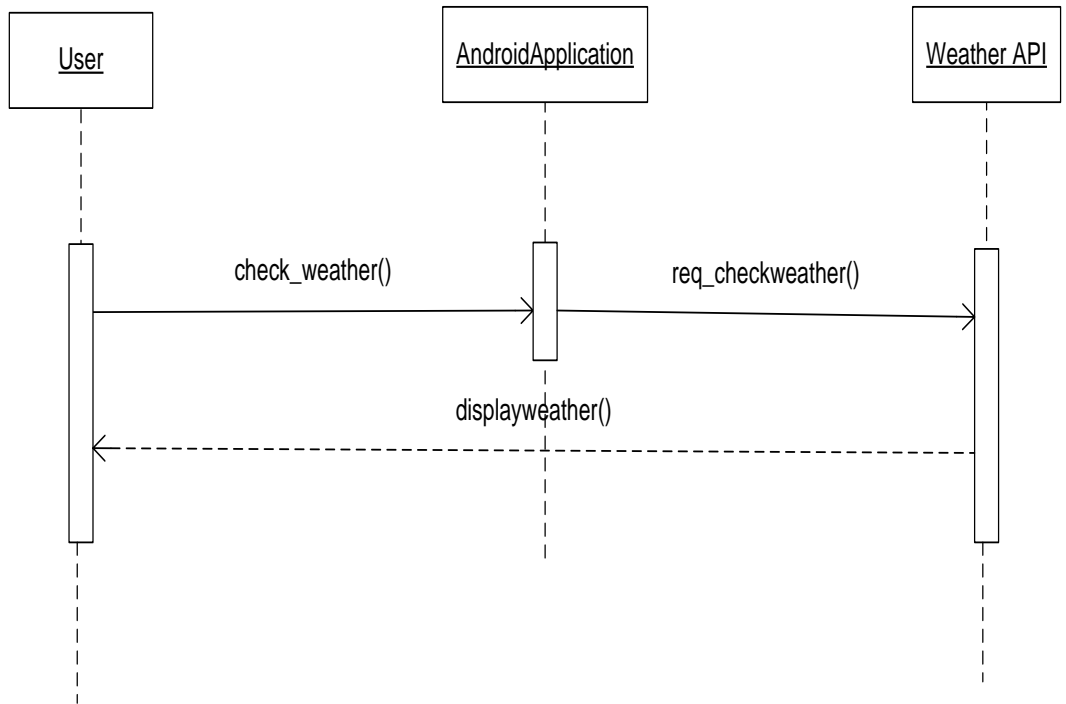 User
AndroidApplication
Weather API
check_weather()
req_checkweather()
displayweather()